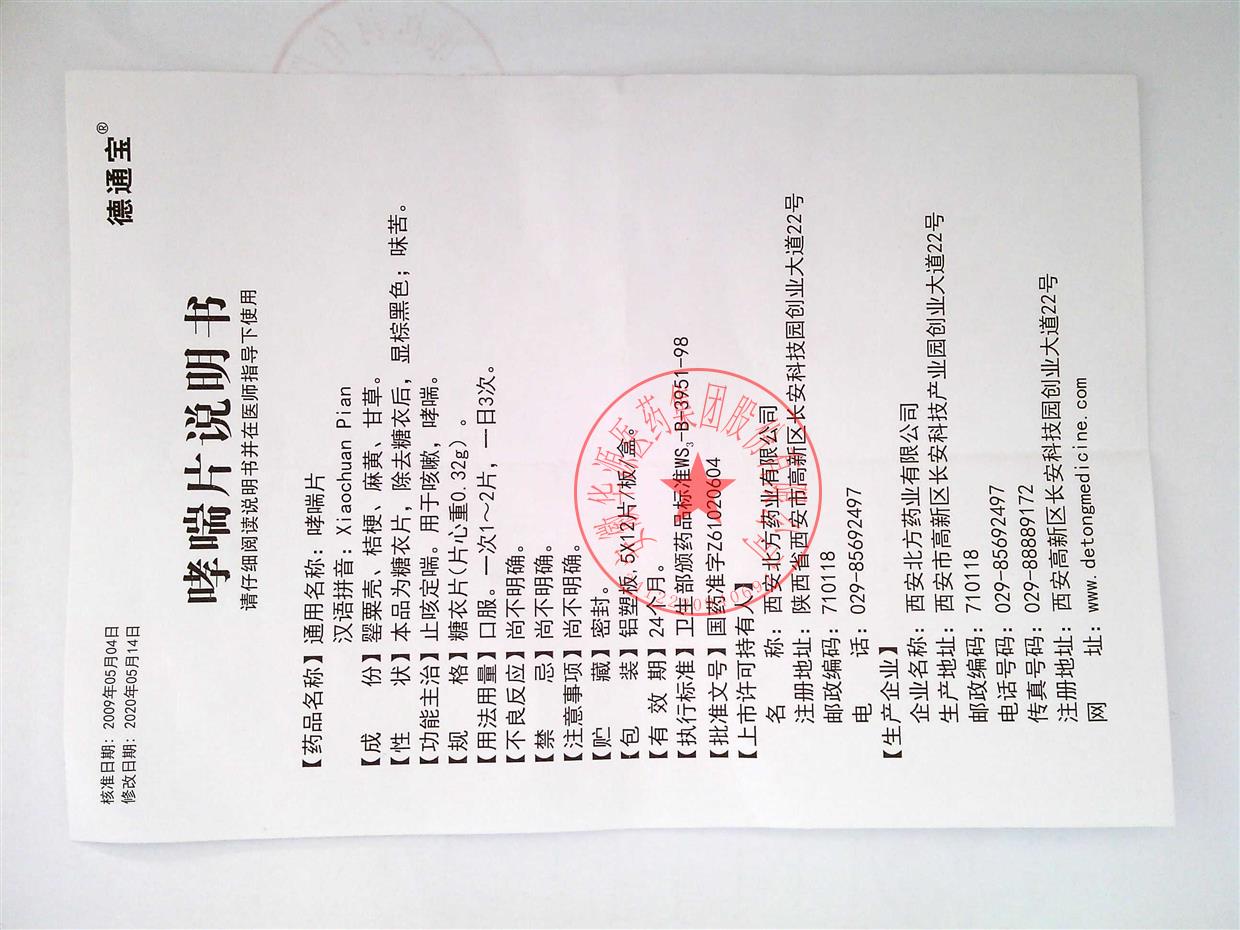 核准日期：2009年05月04日
修改日期：2020年05月14日
德通宝®
哮喘片说明书
请仔细阅读说明书并在医师指导下使用
【药品名称】通用名称：哮喘片
汉语拼音：Xiaochuan Pian
【成 份】罂粟壳、桔梗、麻黄、甘草。
【性 状】本品为糖衣片，除去糖衣后，显棕黑色；味苦。
【功能主治】止咳定喘。用于咳嗽，哮喘。
【规 格】糖衣片(片心重0.32g)。
【用法用量】口服。一次1～2片，一日3次。
【不良反应】尚不明确。
【禁 忌】尚不明确。
【注意事项】尚不明确。
【贮 藏】密封。
【包 装】铝塑板.5X12片/板/盒。
【有 效 期】24个月。
【执行标准】卫生部颁药品标准WS₃-B-3951-98
【批准文号】国药准字Z61020604
【上市许可持有人】
名 称：西安北方药业有限公司
注册地址：陕西省西安市高新区长安科技园创业大道22号
邮政编码：710118
电 话：029-85692497
【生产企业】
企业名称：西安北方药业有限公司
生产地址：西安市高新区长安科技产业园创业大道22号
邮政编码：710118
电话号码：029-85692497
传真号码：029-88889172
注册地址：西安高新区长安科技园创业大道22号
网 址：www.detongmedicine.com
安徽华源医药集团股份有限公司